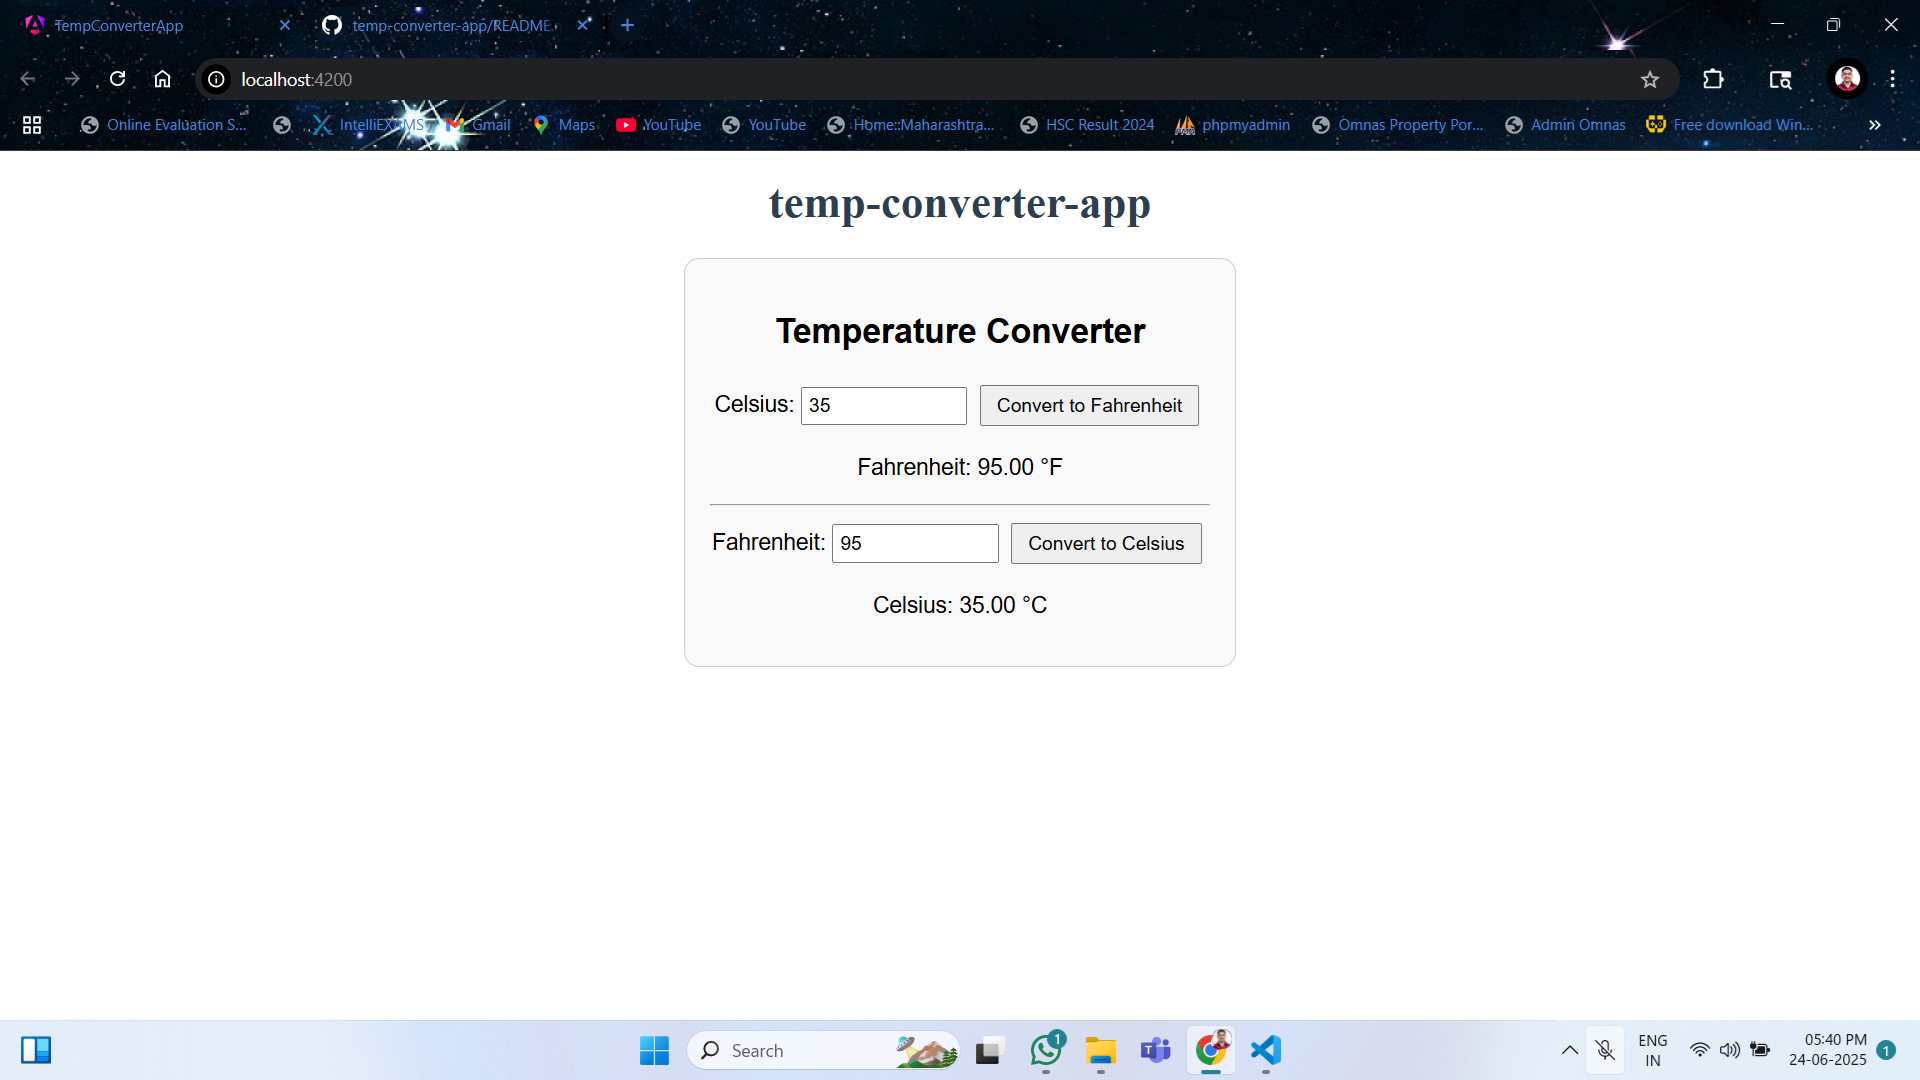 TempConverterApp
temp-converter-app/README
localhost:4200
Online Evaluation S... IntelliEXAMS Gmail Maps YouTube YouTube Home::Maharashtra... HSC Result 2024 phpmyadmin Omnas Property Por... Admin Omnas Free download Win...
temp-converter-app
Temperature Converter
Celsius: 35 Convert to Fahrenheit
Fahrenheit: 95.00 °F
Fahrenheit: 95 Convert to Celsius
Celsius: 35.00 °C
Search
1
ENG
IN
05:40 PM
24-06-2025
1